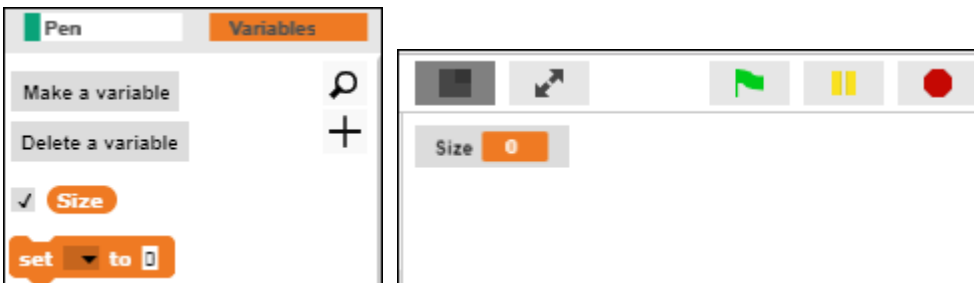 Pen Variables
Make a variable
Delete a variable
Size
set to 0
Size 0